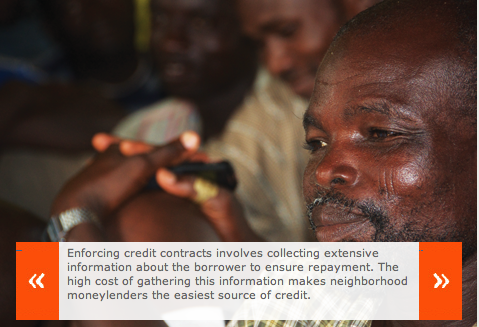 Enforcing credit contracts involves collecting extensive
information about the borrower to ensure repayment. The
high cost of gathering this information makes neighborhood
moneylenders the easiest source of credit.